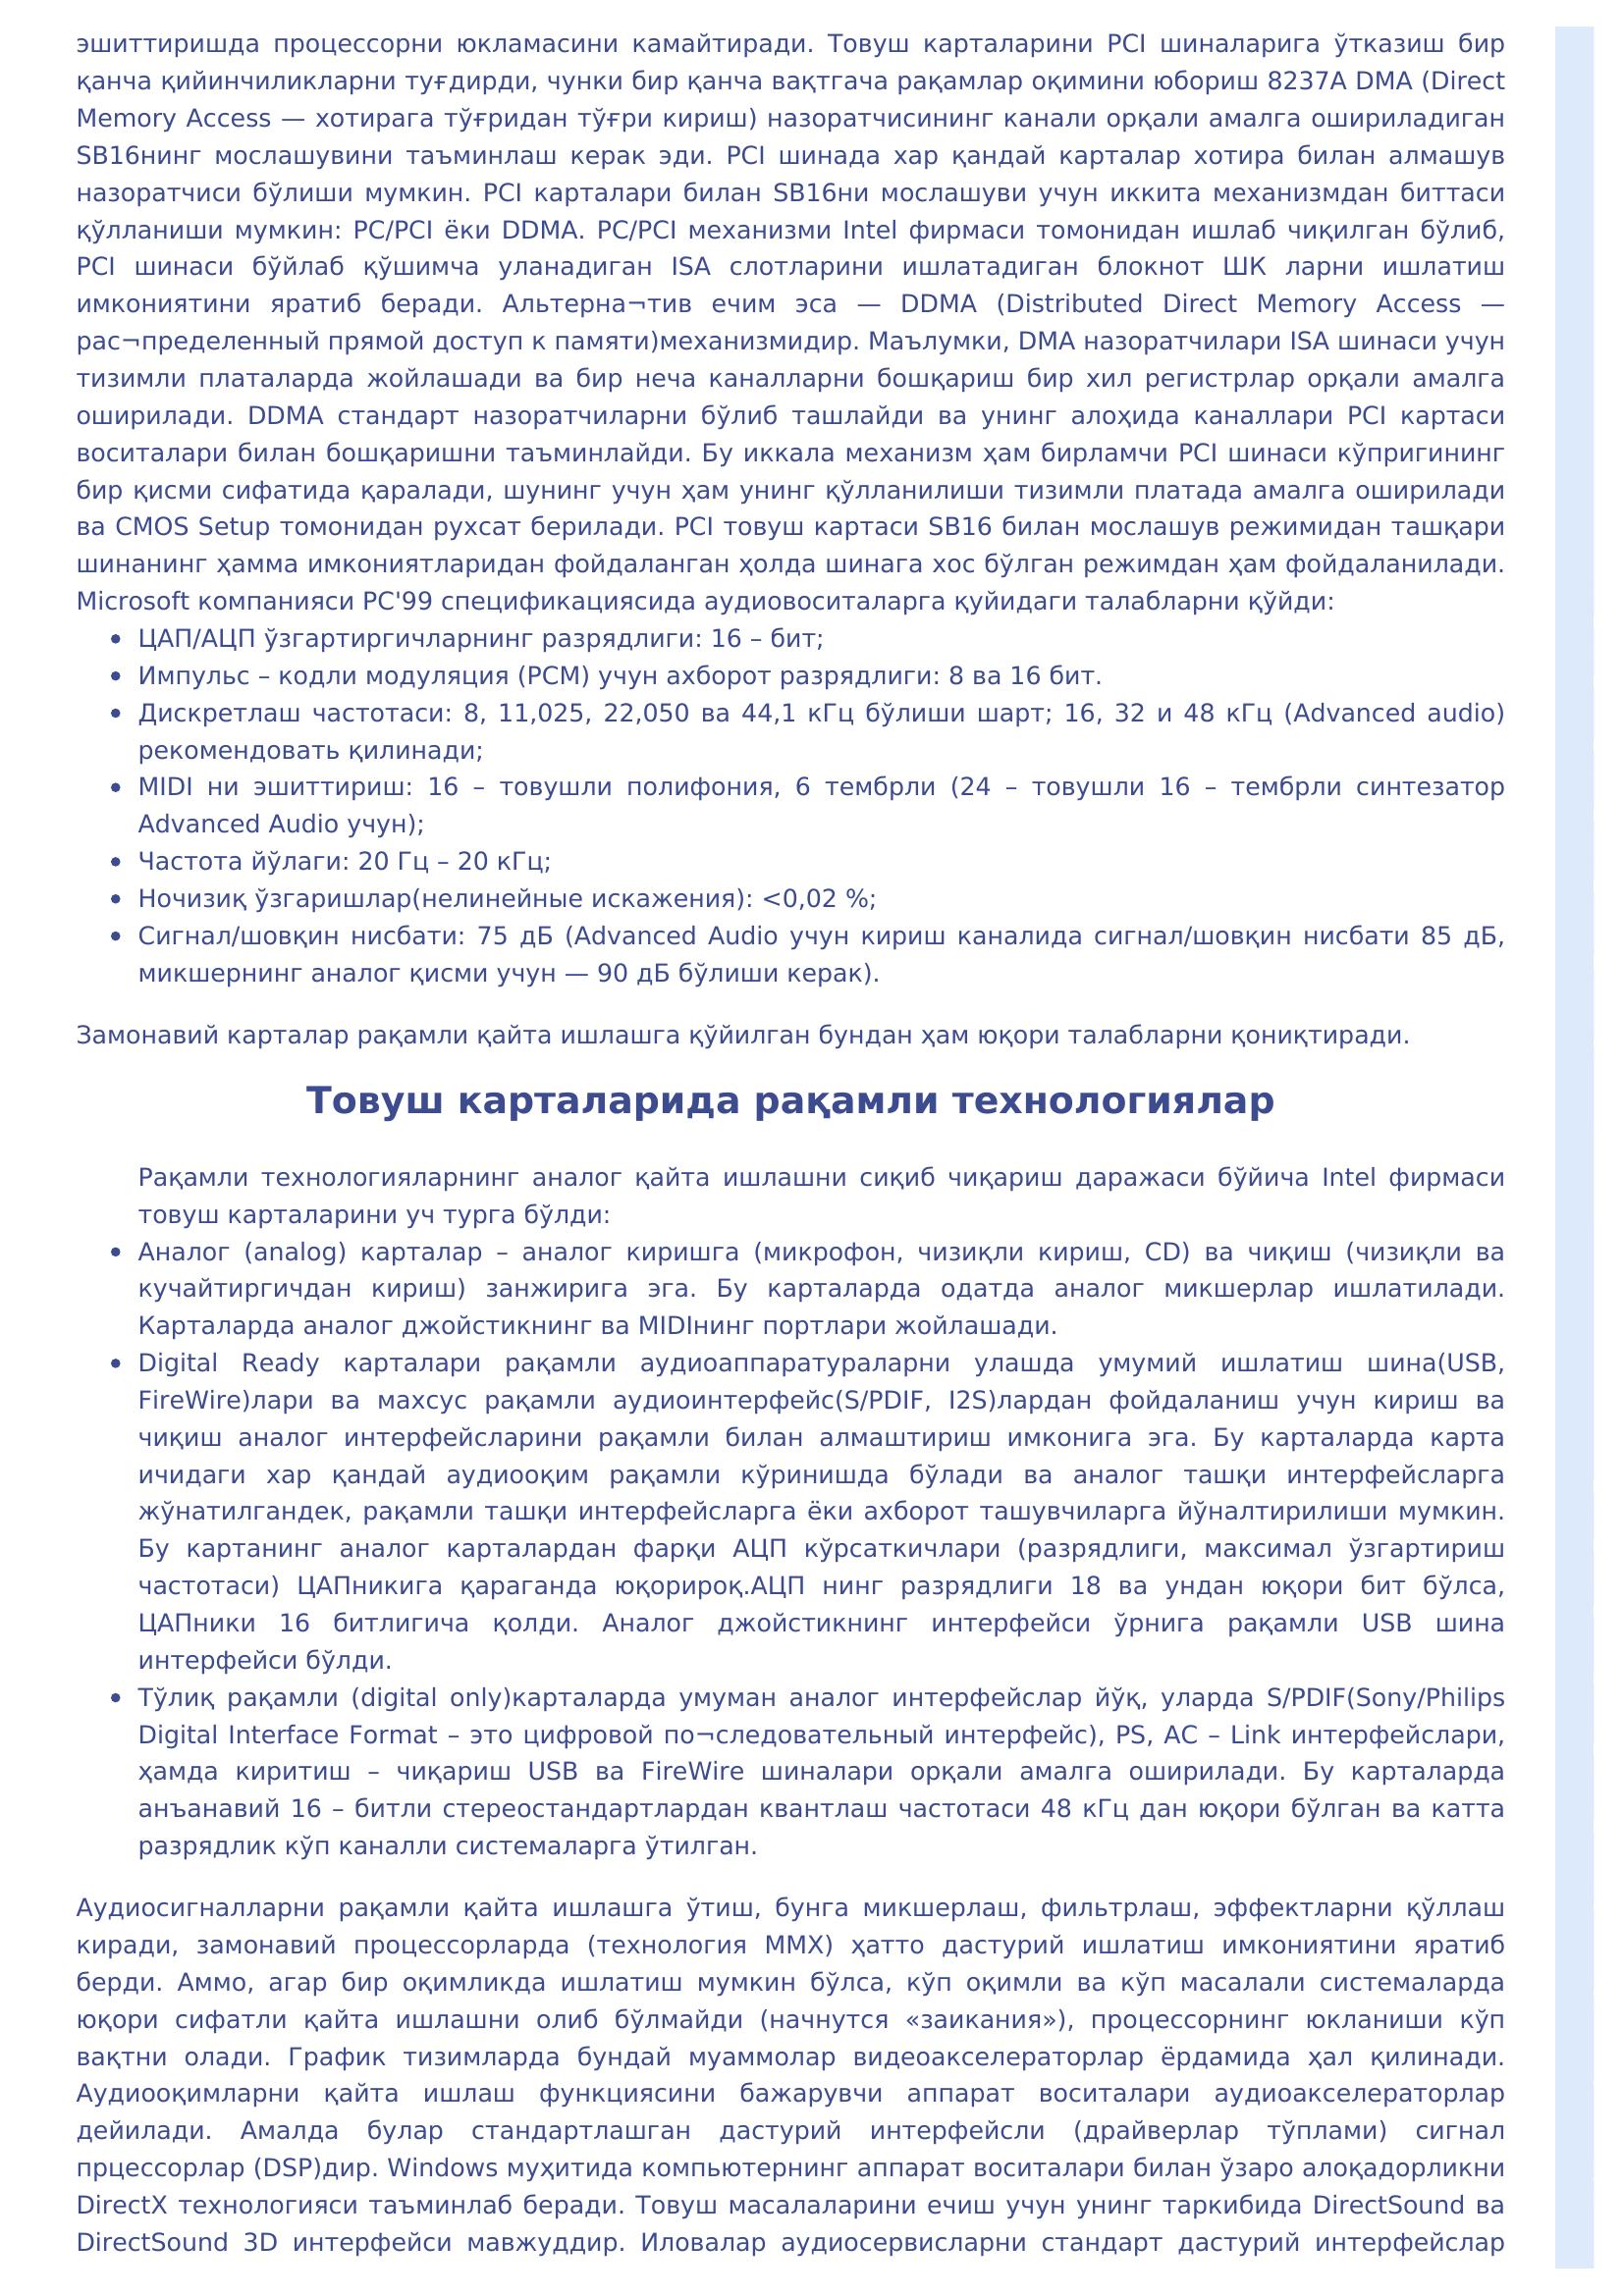 эшиттиришда процессорни юкламасини камайтиради. Товуш карталарини PCI шиналарига ўтказиш бир
қанча қийинчиликларни туғдирди, чунки бир қанча вақтгача рақамлар оқимини юбориш 8237A DMA (Direct
Memory Access — хотирага тўғридан тўғри кириш) назоратчисининг канали орқали амалга ошириладиган
SB16нинг мослашувини таъминлаш керак эди. PCI шинада хар қандай карталар хотира билан алмашув
назоратчиси бўлиши мумкин. PCI карталари билан SB16ни мослашуви учун иккита механизмдан биттаси
қўлланиши мумкин: PC/PCI ёки DDMA. PC/PCI механизми Intel фирмаси томонидан ишлаб чиқилган бўлиб,
PCI шинаси бўйлаб қўшимча уланадиган ISA слотларини ишлатадиган блокнот ШК ларни ишлатиш
имкониятини яратиб беради. Альтерна¬тив ечим эса — DDMA (Distributed Direct Memory Access —
рас¬пределенный прямой доступ к памяти)механизмидир. Маълумки, DMA назоратчилари ISA шинаси учун
тизимли платаларда жойлашади ва бир неча каналларни бошқариш бир хил регистрлар орқали амалга
оширилади. DDMA стандарт назоратчиларни бўлиб ташлайди ва унинг алоҳида каналлари PCI картаси
воситалари билан бошқаришни таъминлайди. Бу иккала механизм ҳам бирламчи PCI шинаси кўпригининг
бир қисми сифатида қаралади, шунинг учун ҳам унинг қўлланилиши тизимли платада амалга оширилади
ва CMOS Setup томонидан рухсат берилади. PCI товуш картаси SB16 билан мослашув режимидан ташқари
шинанинг ҳамма имкониятларидан фойдаланган ҳолда шинага хос бўлган режимдан ҳам фойдаланилади.
Microsoft компанияси PC'99 спецификациясида аудиовоситаларга қуйидаги талабларни қўйди:
• ЦАП/АЦП ўзгартиргичларнинг разрядлиги: 16 – бит;
• Импульс – кодли модуляция (PCM) учун ахборот разрядлиги: 8 ва 16 бит.
• Дискретлаш частотаси: 8, 11,025, 22,050 ва 44,1 кГц бўлиши шарт; 16, 32 и 48 кГц (Advanced audio)
рекомендовать қилинади;
• MIDI ни эшиттириш: 16 – товушли полифония, 6 тембрли (24 – товушли 16 – тембрли синтезатор
Advanced Audio учун);
• Частота йўлаги: 20 Гц – 20 кГц;
• Ночизиқ ўзгаришлар(нелинейные искажения): <0,02 %;
• Сигнал/шовқин нисбати: 75 дБ (Advanced Audio учун кириш каналида сигнал/шовқин нисбати 85 дБ,
микшернинг аналог қисми учун — 90 дБ бўлиши керак).
Замонавий карталар рақамли қайта ишлашга қўйилган бундан ҳам юқори талабларни қониқтиради.
Товуш карталарида рақамли технологиялар
Рақамли технологияларнинг аналог қайта ишлашни сиқиб чиқариш даражаси бўйича Intel фирмаси
товуш карталарини уч турга бўлди:
• Аналог (analog) карталар – аналог киришга (микрофон, чизиқли кириш, CD) ва чиқиш (чизиқли ва
кучайтиргичдан кириш) занжирига эга. Бу карталарда одатда аналог микшерлар ишлатилади.
Карталарда аналог джойстикнинг ва MIDIнинг портлари жойлашади.
• Digital Ready карталари рақамли аудиоаппаратураларни улашда умумий ишлатиш шина(USB,
FireWire)лари ва махсус рақамли аудиоинтерфейс(S/PDIF, I2S)лардан фойдаланиш учун кириш ва
чиқиш аналог интерфейсларини рақамли билан алмаштириш имконига эга. Бу карталарда карта
ичидаги хар қандай аудиооқим рақамли кўринишда бўлади ва аналог ташқи интерфейсларга
жўнатилгандек, рақамли ташқи интерфейсларга ёки ахборот ташувчиларга йўналтирилиши мумкин.
Бу картанинг аналог карталардан фарқи АЦП кўрсаткичлари (разрядлиги, максимал ўзгартириш
частотаси) ЦАПникига қараганда юқорироқ.АЦП нинг разрядлиги 18 ва ундан юқори бит бўлса,
ЦАПники 16 битлигича қолди. Аналог джойстикнинг интерфейси ўрнига рақамли USB шина
интерфейси бўлди.
• Тўлиқ рақамли (digital only)карталарда умуман аналог интерфейслар йўқ, уларда S/PDIF(Sony/Philips
Digital Interface Format – это цифровой по¬следовательный интерфейс), PS, AC – Link интерфейслари,
ҳамда киритиш – чиқариш USB ва FireWire шиналари орқали амалга оширилади. Бу карталарда
анъанавий 16 – битли стереостандартлардан квантлаш частотаси 48 кГц дан юқори бўлган ва катта
разрядлик кўп каналли системаларга ўтилган.
Аудиосигналларни рақамли қайта ишлашга ўтиш, бунга микшерлаш, фильтрлаш, эффектларни қўллаш
киради, замонавий процессорларда (технология MMX) ҳатто дастурий ишлатиш имкониятини яратиб
берди. Аммо, агар бир оқимликда ишлатиш мумкин бўлса, кўп оқимли ва кўп масалали системаларда
юқори сифатли қайта ишлашни олиб бўлмайди (начнутся «заикания»), процессорнинг юкланиши кўп
вақтни олади. График тизимларда бундай муаммолар видеоакселераторлар ёрдамида ҳал қилинади.
Аудиооқимларни қайта ишлаш функциясини бажарувчи аппарат воситалари аудиоакселераторлар
дейилади. Амалда булар стандартлашган дастурий интерфейсли (драйверлар тўплами) сигнал
прцессорлар (DSP)дир. Windows муҳитида компьютернинг аппарат воситалари билан ўзаро алоқадорликни
DirectX технологияси таъминлаб беради. Товуш масалаларини ечиш учун унинг таркибида DirectSound ва
DirectSound 3D интерфейси мавжуддир. Иловалар аудиосервисларни стандарт дастурий интерфейслар